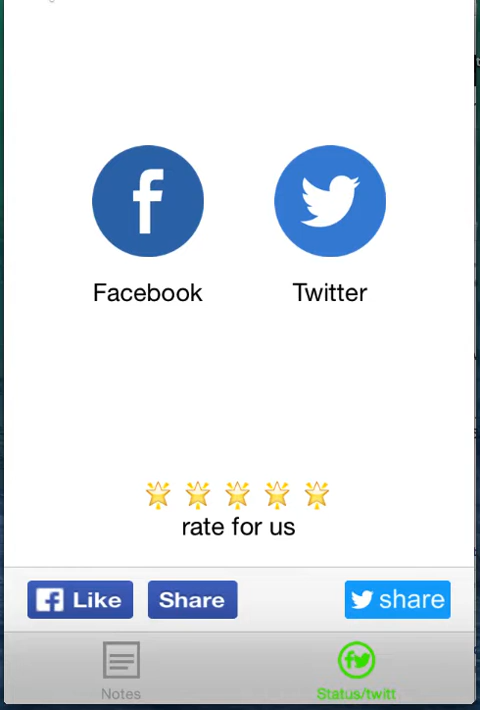 Facebook Twitter
rate for us
Like Share share
Notes Status/twitt